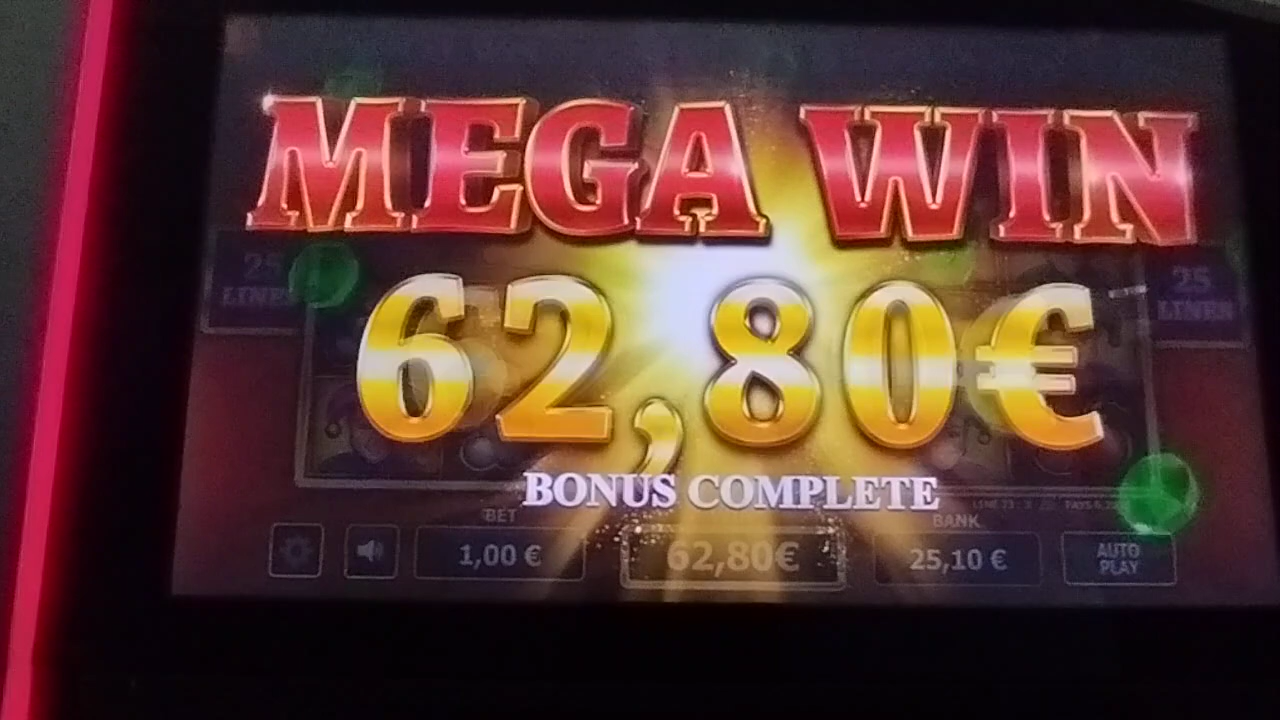 MEGA WIN
25 LINES
25 LINES
62,80€
BONUS COMPLETE
BET
BANK
1,00 €
62,80€
25,10 €
AUTO PLAY